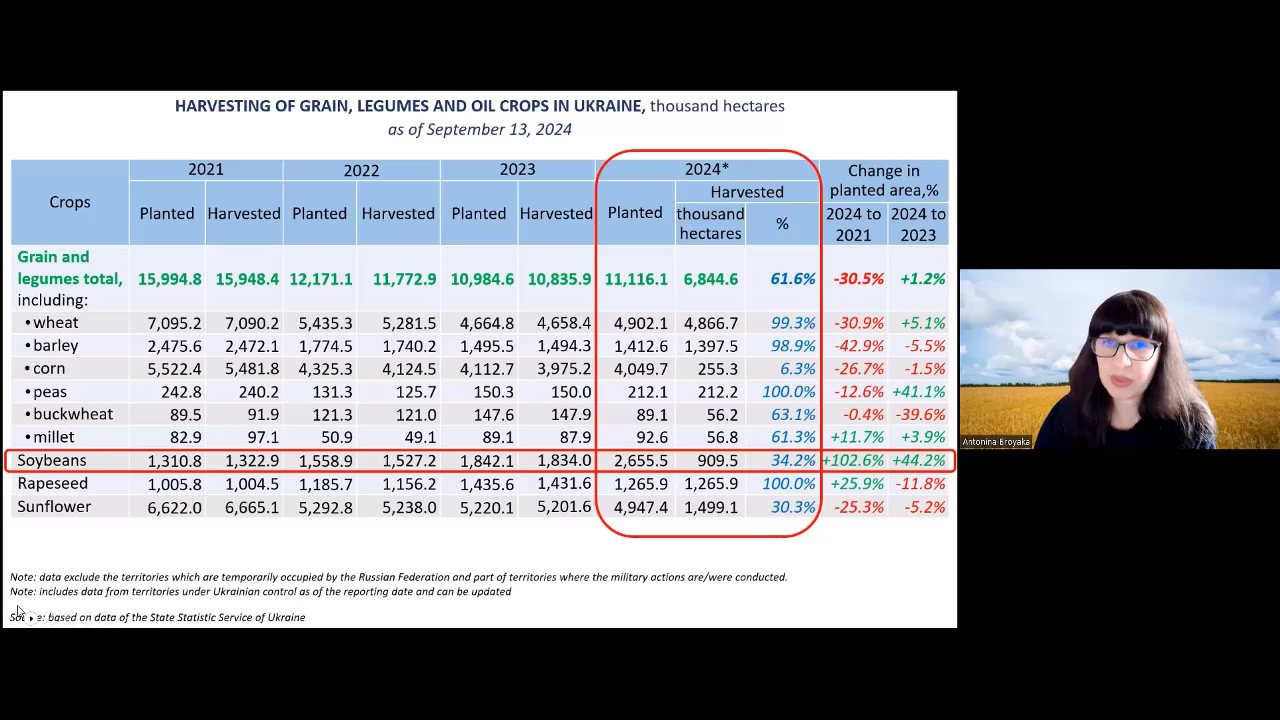 HARVESTING OF GRAIN, LEGUMES AND OIL CROPS IN UKRAINE, thousand hectares
as of September 13, 2024
Crops
2021
2022
2023
2024*
Change in planted area,%
Planted Harvested Planted Harvested Planted Harvested Planted
Harvested
thousand hectares
%
2024 to 2021
2024 to 2023
Grain and legumes total, including: 15,994.8 15,948.4 12,171.1 11,772.9 10,984.6 10,835.9 11,116.1 6,844.6 61.6% -30.5% +1.2%
• wheat 7,095.2 7,090.2 5,435.3 5,281.5 4,664.8 4,658.4 4,902.1 4,866.7 99.3% -30.9% +5.1%
• barley 2,475.6 2,472.1 1,774.5 1,740.2 1,495.5 1,494.3 1,412.6 1,397.5 98.9% -42.9% -5.5%
• corn 5,522.4 5,481.8 4,325.3 4,124.5 4,112.7 3,975.2 4,049.7 255.3 6.3% -26.7% -1.5%
• peas 242.8 240.2 131.3 125.7 150.3 150.0 212.1 212.2 100.0% -12.6% +41.1%
• buckwheat 89.5 91.9 121.3 121.0 147.6 147.9 89.1 56.2 63.1% -0.4% -39.6%
• millet 82.9 97.1 50.9 49.1 89.1 87.9 92.6 56.8 61.3% +11.7% +3.9%
Soybeans 1,310.8 1,322.9 1,558.9 1,527.2 1,842.1 1,834.0 2,655.5 909.5 34.2% +102.6% +44.2%
Rapeseed 1,005.8 1,004.5 1,185.7 1,156.2 1,435.6 1,431.6 1,265.9 1,265.9 100.0% +25.9% -11.8%
Sunflower 6,622.0 6,665.1 5,292.8 5,238.0 5,220.1 5,201.6 4,947.4 1,499.1 30.3% -25.3% -5.2%
Note: data exclude the territories which are temporarily occupied by the Russian Federation and part of territories where the military actions are/were conducted.
Note: includes data from territories under Ukrainian control as of the reporting date and can be updated
Source: based on data of the State Statistic Service of Ukraine
Antonina Broyaka